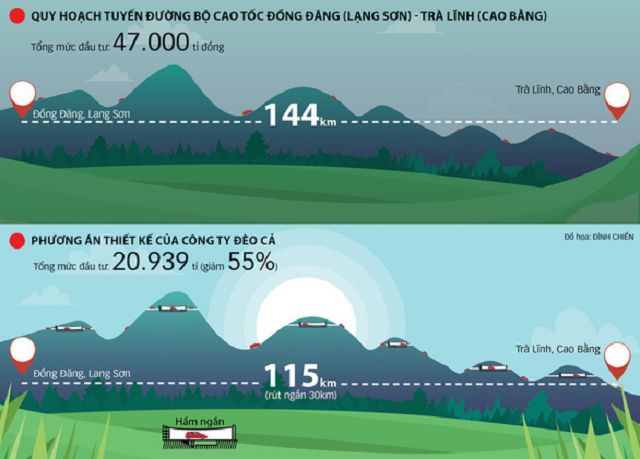 QUY HOẠCH TUYẾN ĐƯỜNG BỘ CAO TỐC ĐỒNG ĐĂNG (LẠNG SƠN) - TRÀ LĨNH (CAO BẰNG)
Tổng mức đầu tư: 47.000 tỉ đồng
Đồng Đăng, Lạng Sơn
144km
Trà Lĩnh, Cao Bằng
PHƯƠNG ÁN THIẾT KẾ CỦA CÔNG TY ĐÈO CẢ
Đồ họa: ĐÌNH CHIẾN
Tổng mức đầu tư: 20.939 tỉ (giảm 55%)
Đồng Đăng, Lạng Sơn
115km
(rút ngắn 30km)
Trà Lĩnh, Cao Bằng
Hầm ngắn